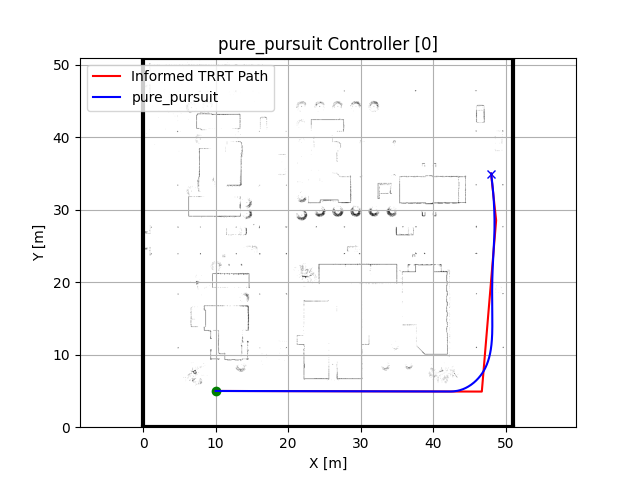 pure_pursuit Controller [0]
Informed TRRT Path
pure_pursuit
50
40
30
20
10
0
Y [m]
0 10 20 30 40 50
X [m]